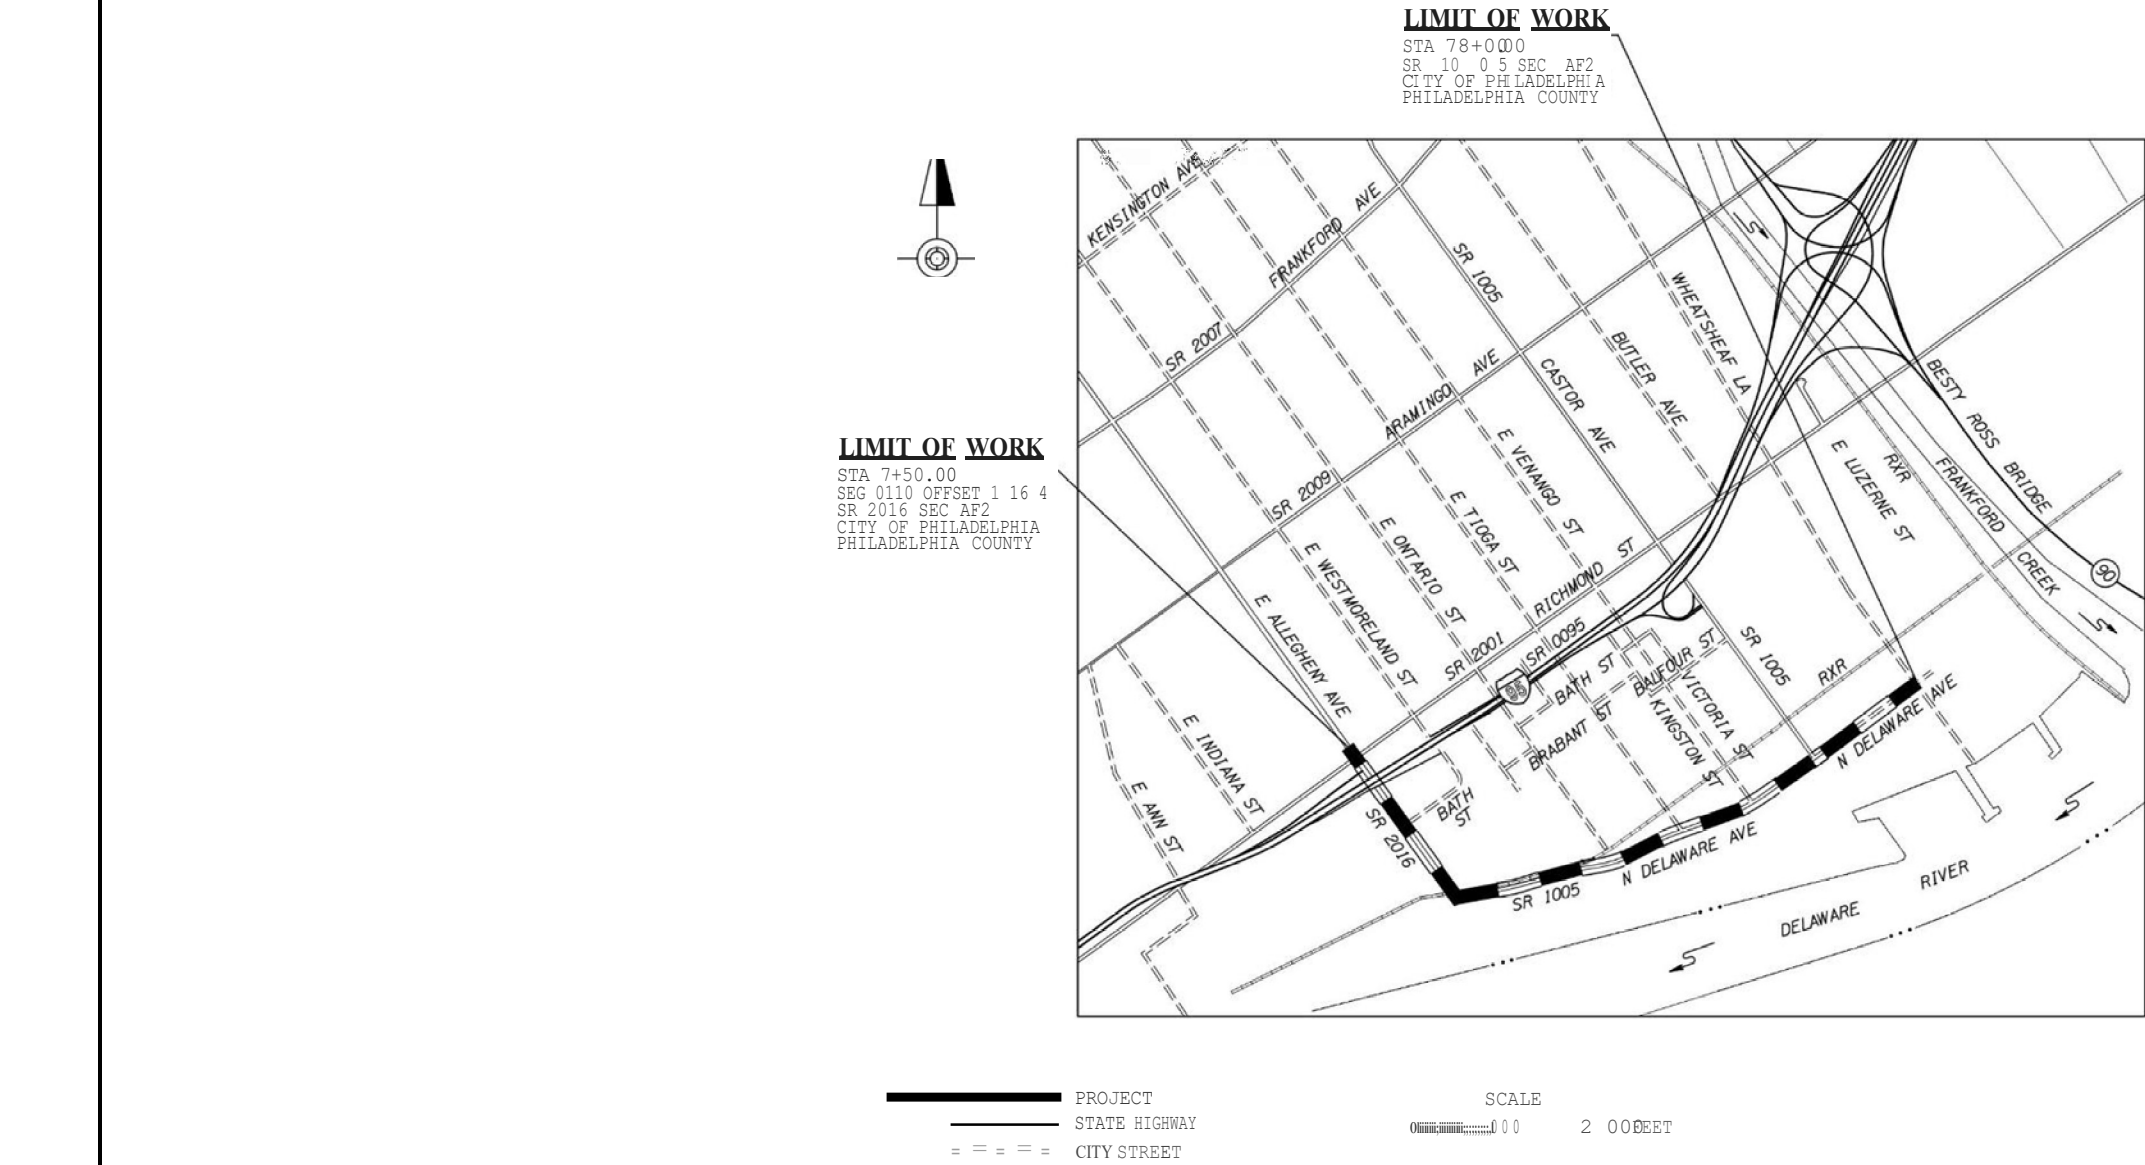 LIMIT OF WORK
STA 78+00.00
SR 10 0 5 SEC AF2
CITY OF PHILADELPHIA
PHILADELPHIA COUNTY
LIMIT OF WORK
STA 7+50.00
SEG 0110 OFFSET 1 16 4
SR 2016 SEC AF2
CITY OF PHILADELPHIA
PHILADELPHIA COUNTY
KENSINGTON AVE
FRANKFORD AVE
SR 2007
SR 1005
WHEATSHEAF LA
BUTLER AVE
CASTOR AVE
ARAMINGO AVE
SR 2009
BESTY ROSS BRIDGE
90
RXR
FRANKFORD CREEK
E LUZERNE ST
E VENANGO ST
E TIOGA ST
E ONTARIO ST
E WESTMORELAND ST
E ALLEGHENY AVE
RICHMOND ST
SR 2001
SR 0095
95
BATH ST
BALFOUR ST
BRABANT ST
VICTORIA ST
KINGSTON ST
SR 1005
RXR
N DELAWARE AVE
E INDIANA ST
E ANN ST
BATH ST
SR 2016
SR 1005
N DELAWARE AVE
DELAWARE RIVER
PROJECT
STATE HIGHWAY
CITY STREET
SCALE
0 000 2 000 FEET